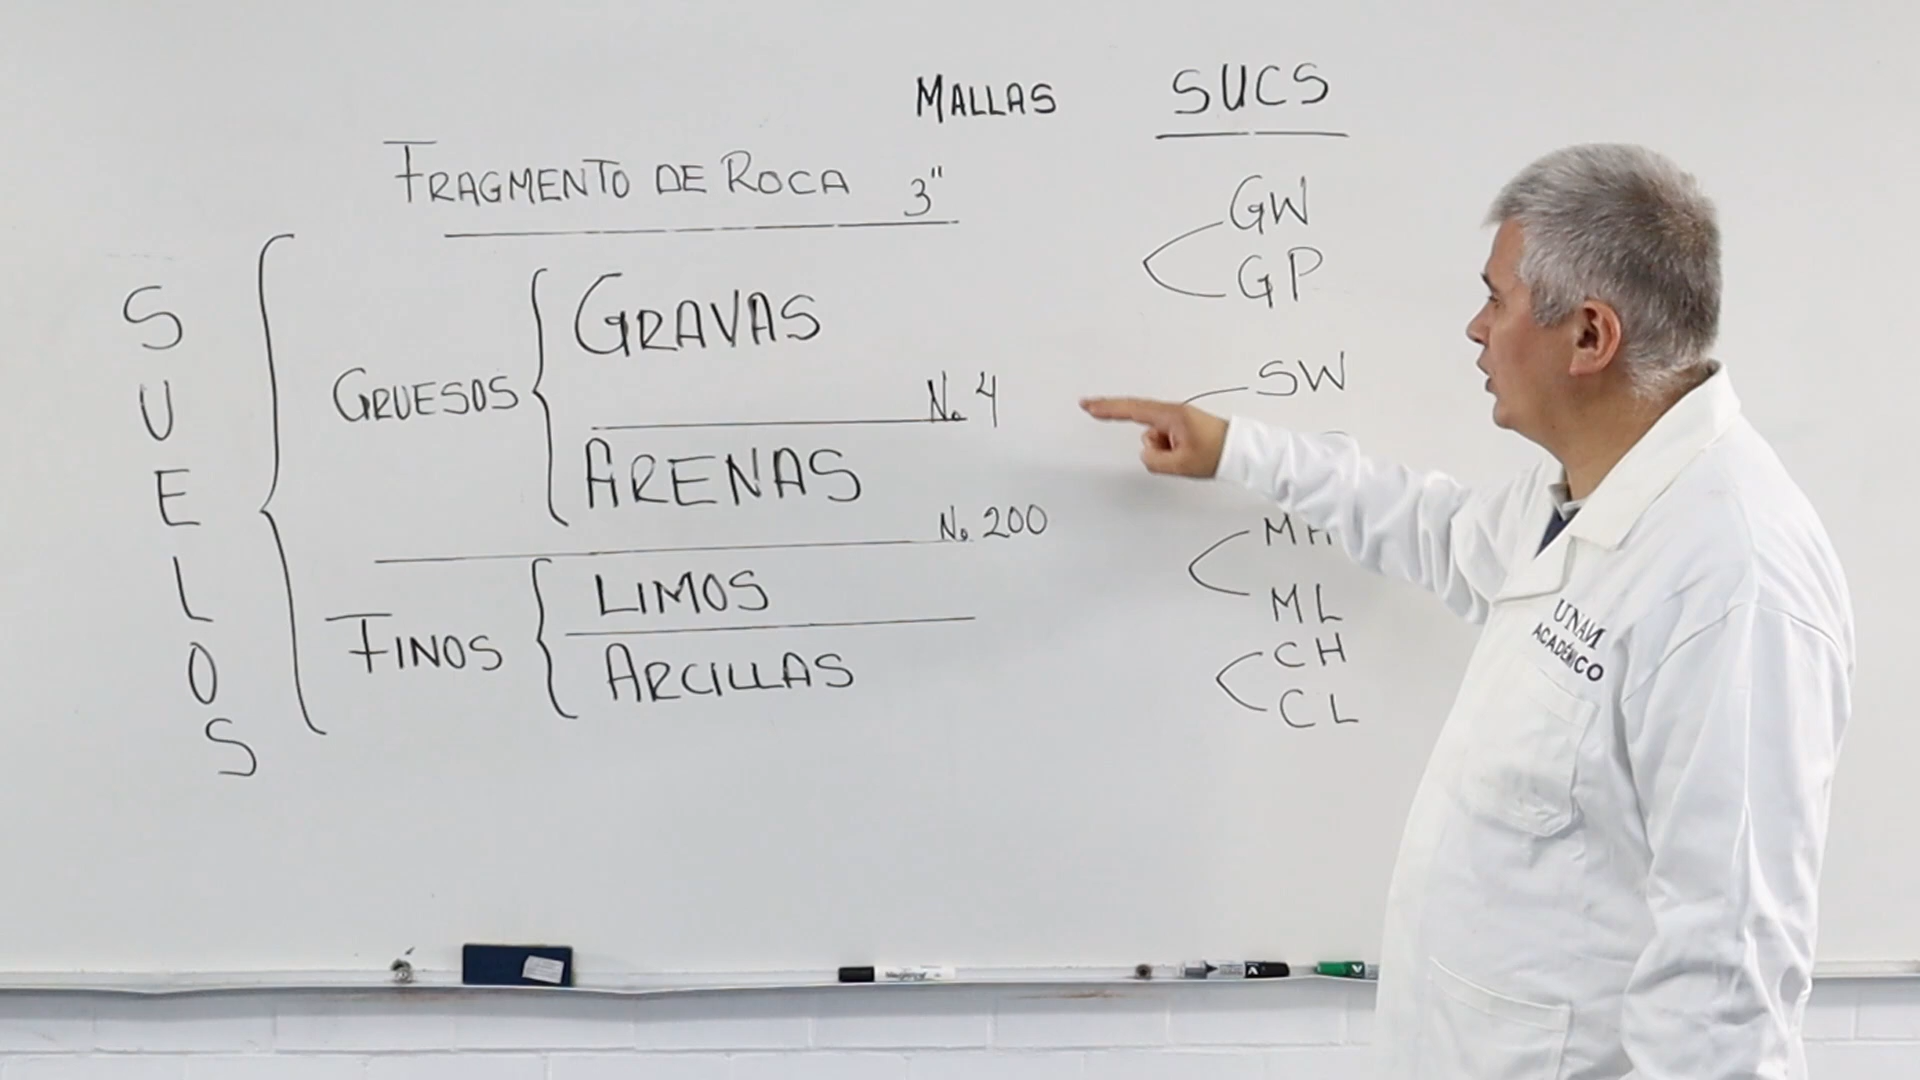 MALLAS SUCS
FRAGMENTO DE ROCA 3"
GW
GP
SUELOS
GRUESOS
GRAVAS
No. 4
SW
ARENAS
No. 200
FINOS
LIMOS
ML
ARCILLAS
CH
CL
UNAM
ACADÉMICO